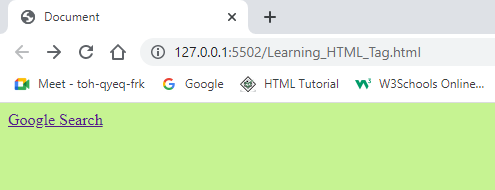 Document
127.0.0.1:5502/Learning_HTML_Tag.html
Meet - toh-qyeq-frk Google HTML Tutorial W3Schools Online...
Google Search